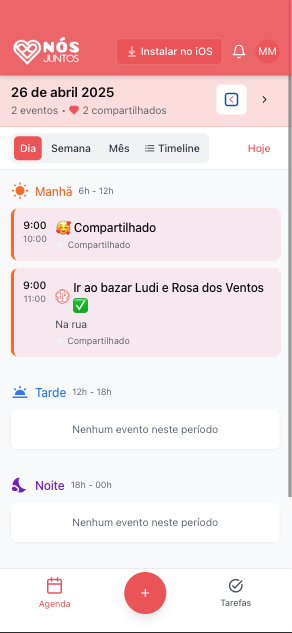 NÓS
JUNTOS
Instalar no iOS
MM
26 de abril 2025
2 eventos • 2 compartilhados
Dia Semana Mês Timeline Hoje
Manhã 6h - 12h
9:00 🥰 Compartilhado
10:00 Compartilhado
9:00 Ir ao bazar Ludi e Rosa dos Ventos
11:00 ✅
Na rua
Compartilhado
Tarde 12h - 18h
Nenhum evento neste período
Noite 18h - 00h
Nenhum evento neste período
+
Agenda Tarefas